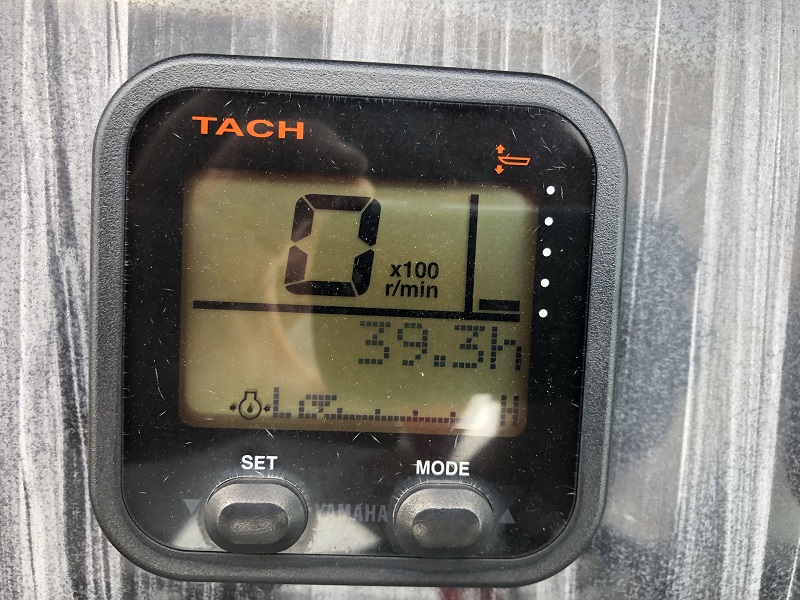 TACH
0 x100
r/min
39.3h
SET
MODE
YAMAHA